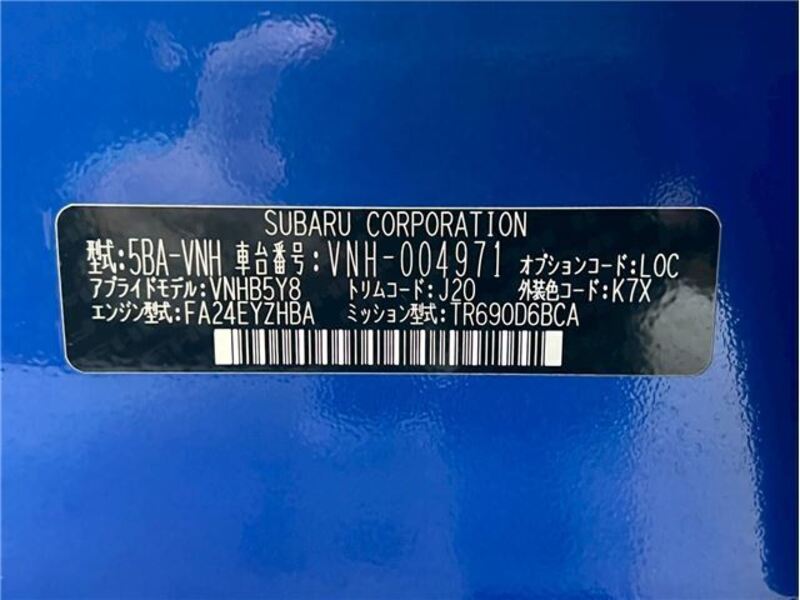 SUBARU CORPORATION
型式:5BA-VNH 車台番号:VNH-004971 オプションコード:LOC
アプライドモデル:VNHB5Y8 トリムコード:J20 外装色コード:K7X
エンジン型式:FA24EYZHBA ミッション型式:TR690D6BCA